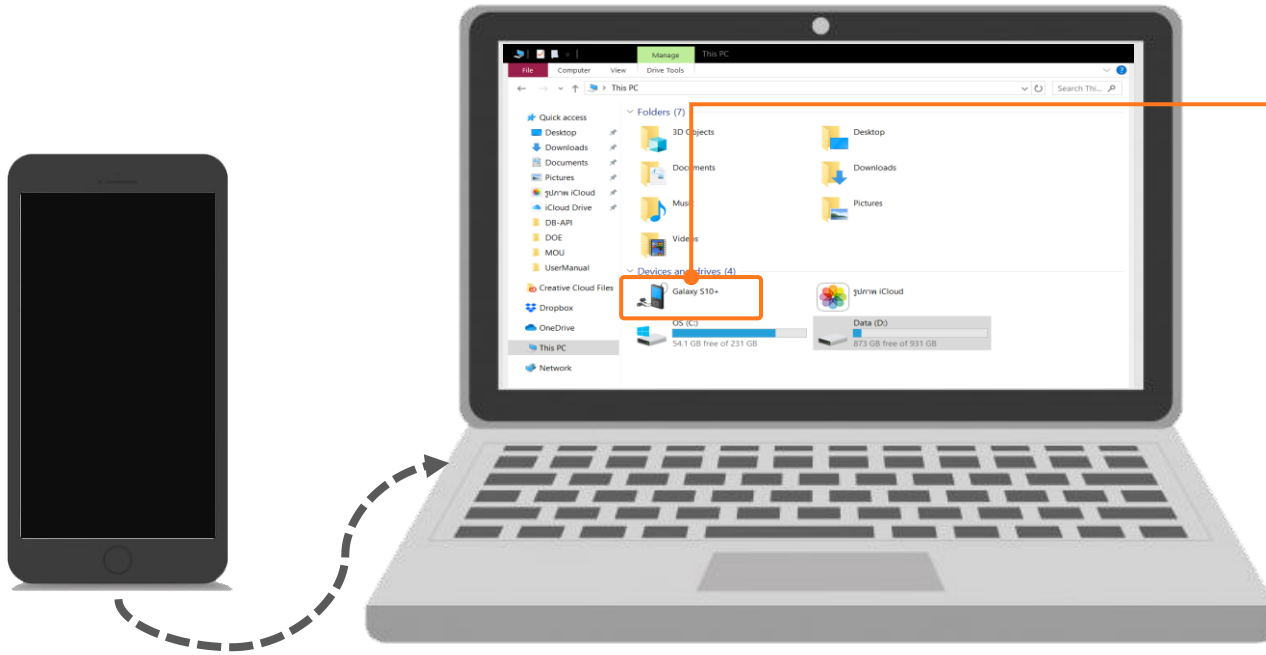 Manage This PC
File Computer View Drive Tools
This PC
Search Thi...
Quick access
Desktop
Downloads
Documents
Pictures
รูปภาพ iCloud
iCloud Drive
DB-API
DOE
MOU
UserManual
Creative Cloud Files
Dropbox
OneDrive
This PC
Network
Folders (7)
3D Objects
Desktop
Documents
Downloads
Music
Pictures
Videos
Devices and drives (4)
Galaxy S10+
รูปภาพ iCloud
OS (C:)
54.1 GB free of 231 GB
Data (D:)
873 GB free of 931 GB